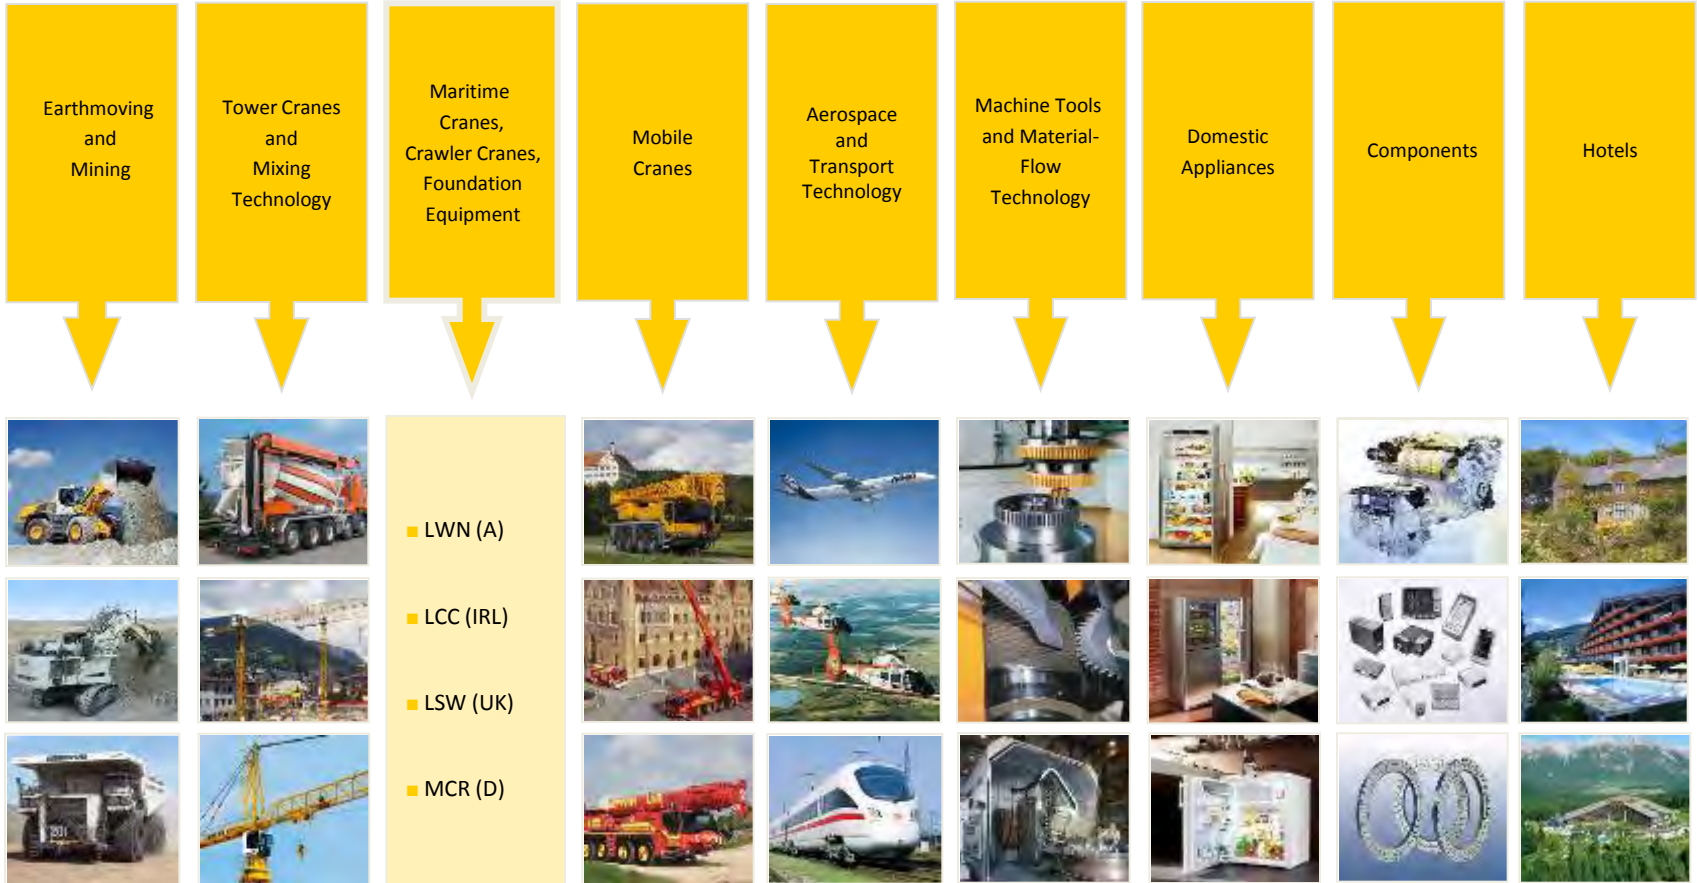 Earthmoving
and
Mining
Tower Cranes
and
Mixing
Technology
Maritime
Cranes,
Crawler Cranes,
Foundation
Equipment
Mobile
Cranes
Aerospace
and
Transport
Technology
Machine Tools
and Material-
Flow
Technology
Domestic
Appliances
Components
Hotels
■ LWN (A)
■ LCC (IRL)
■ LSW (UK)
■ MCR (D)